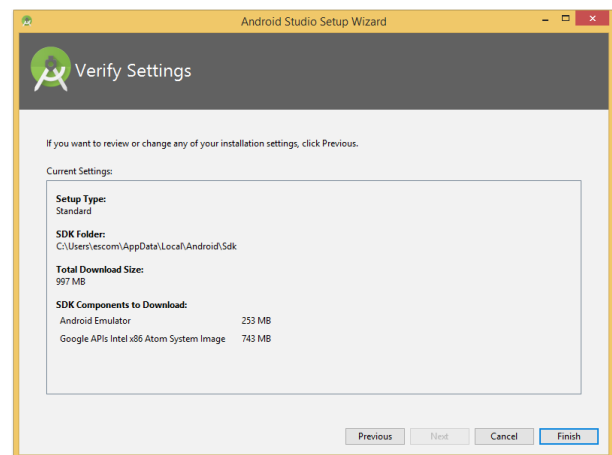 Android Studio Setup Wizard
Verify Settings
If you want to review or change any of your installation settings, click Previous.
Current Settings:
Setup Type:
Standard
SDK Folder:
C:\Users\escom\AppData\Local\Android\Sdk
Total Download Size:
997 MB
SDK Components to Download:
Android Emulator 253 MB
Google APIs Intel x86 Atom System Image 743 MB
Previous Next Cancel Finish